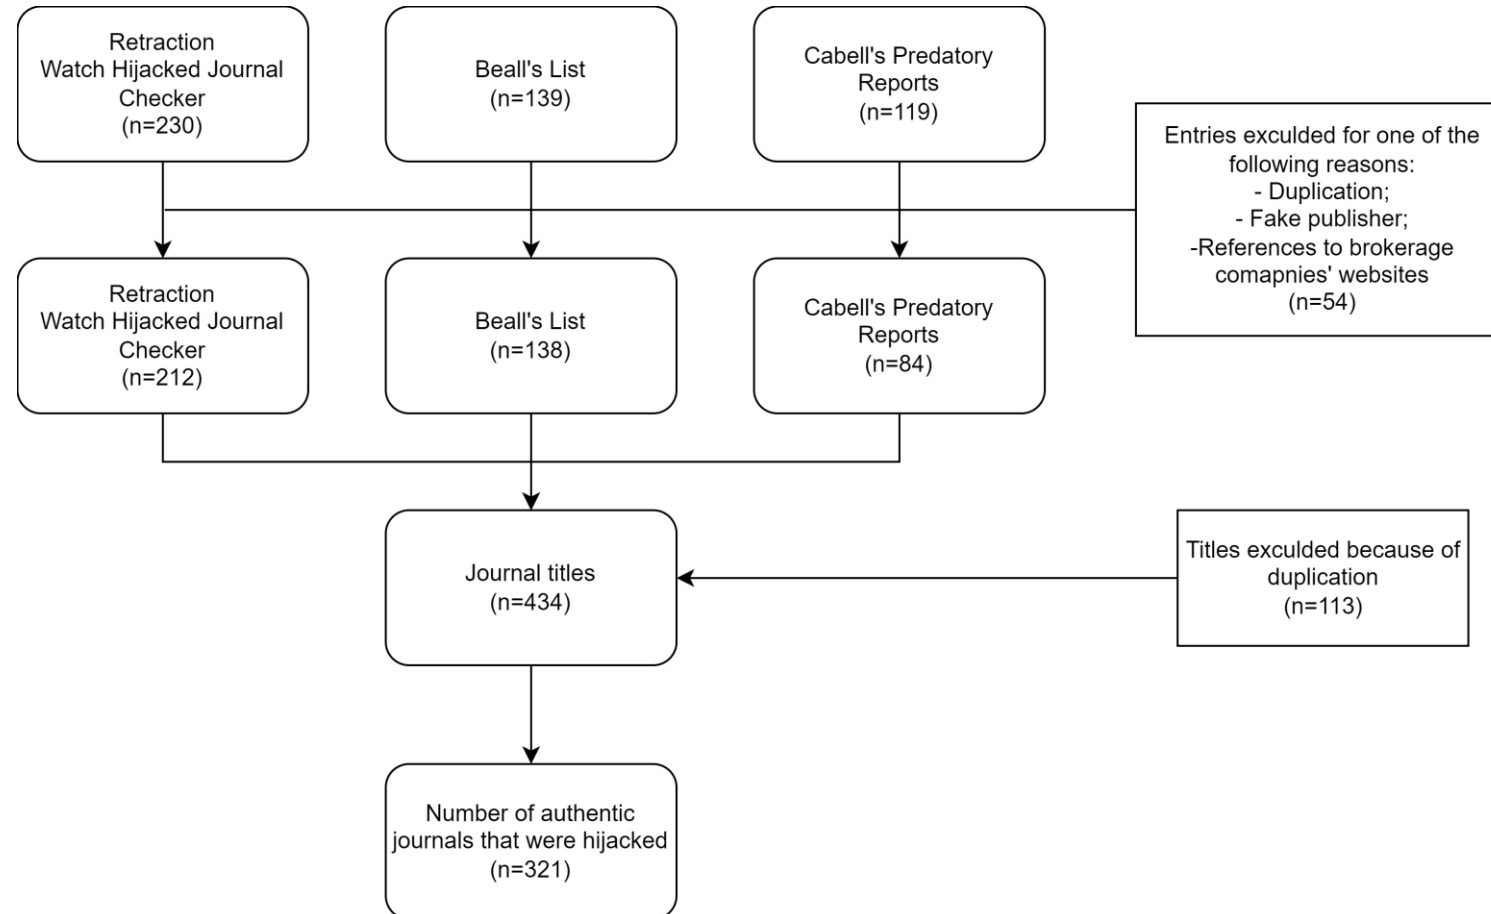 Retraction
Watch Hijacked Journal
Checker
(n=230)
Beall's List
(n=139)
Cabell's Predatory
Reports
(n=119)
Entries exculded for one of the
following reasons:
- Duplication;
- Fake publisher;
-References to brokerage
comapnies' websites
(n=54)
Retraction
Watch Hijacked Journal
Checker
(n=212)
Beall's List
(n=138)
Cabell's Predatory
Reports
(n=84)
Journal titles
(n=434)
Titles exculded because of
duplication
(n=113)
Number of authentic
journals that were hijacked
(n=321)